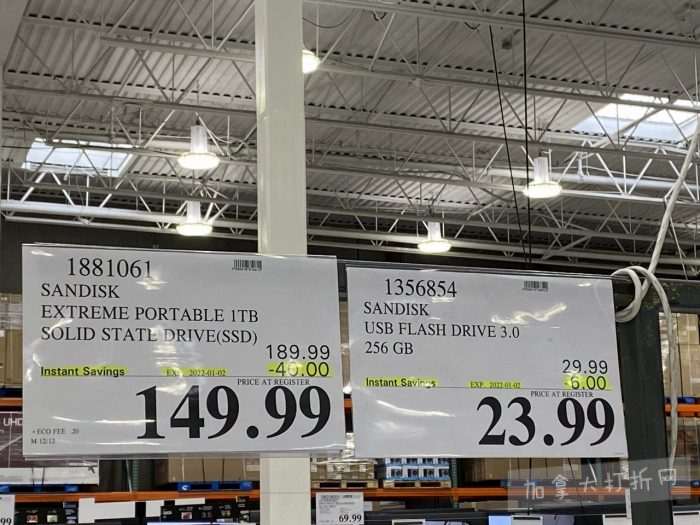 1881061
SANDISK
EXTREME PORTABLE 1TB
SOLID STATE DRIVE(SSD)
189.99
Instant Savings EXP. 2022-01-02 -40.00
PRICE AT REGISTER
149.99
+ECO FEE .20
M 12/12
1356854
SANDISK
USB FLASH DRIVE 3.0
256 GB
29.99
Instant Savings EXP. 2022-01-02 -6.00
PRICE AT REGISTER
23.99
UHD
69.99
加拿大打折网